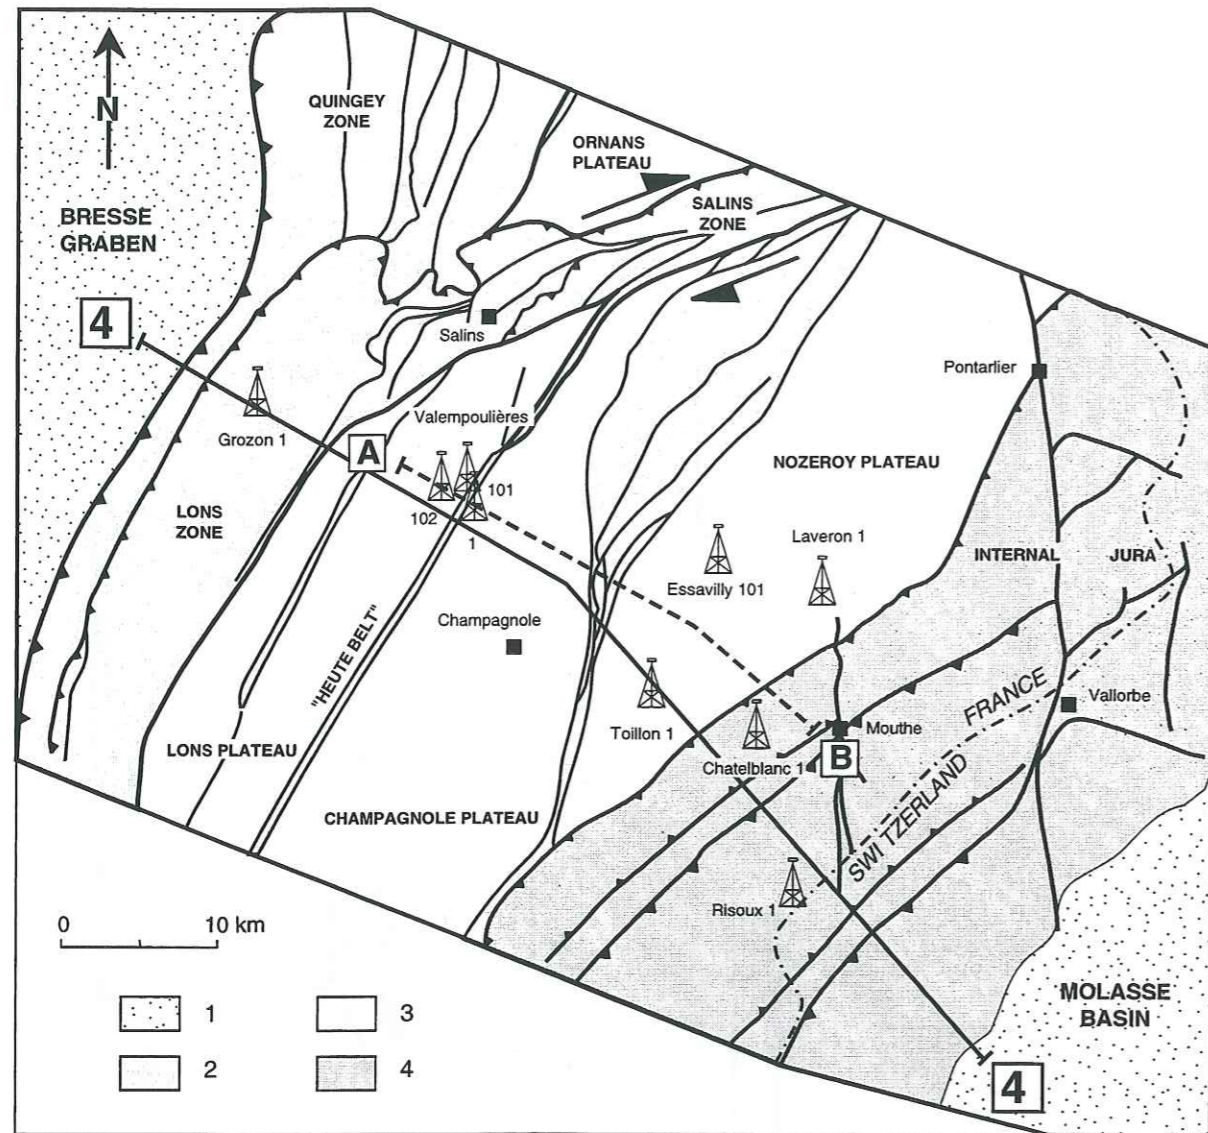 N
QUINGEY
ZONE
ORNANS
PLATEAU
SALINS
ZONE
BRESSE
GRABEN
4
Salins
Pontarlier
Grozon 1
Valempoulières
A
NOZEROY PLATEAU
101
102
1
LONS
ZONE
Laveron 1
Essavilly 101
INTERNAL JURA
Champagnole
"HEUTE BELT"
FRANCE
Vallorbe
Toillon 1
Mouthe
LONS PLATEAU
Chatelblanc 1
B
CHAMPAGNOLE PLATEAU
SWI TZERLAND
Risoux 1
0 10 km
MOLASSE
BASIN
1 3
2 4
4